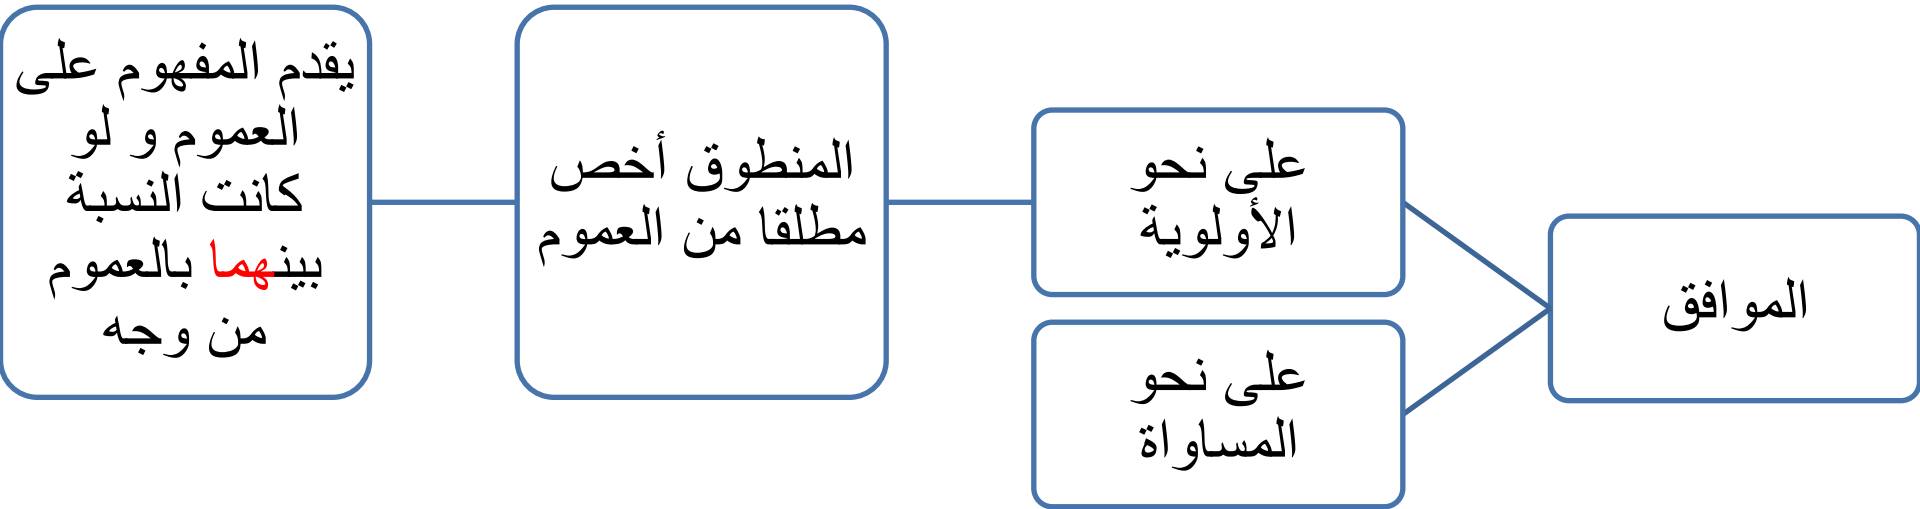 الموافق
على نحو
الأولوية
المنطوق أخص
مطلقا من العموم
يقدم المفهوم على
العموم و لو
كانت النسبة
بينهما بالعموم
من وجه
على نحو
المساواة